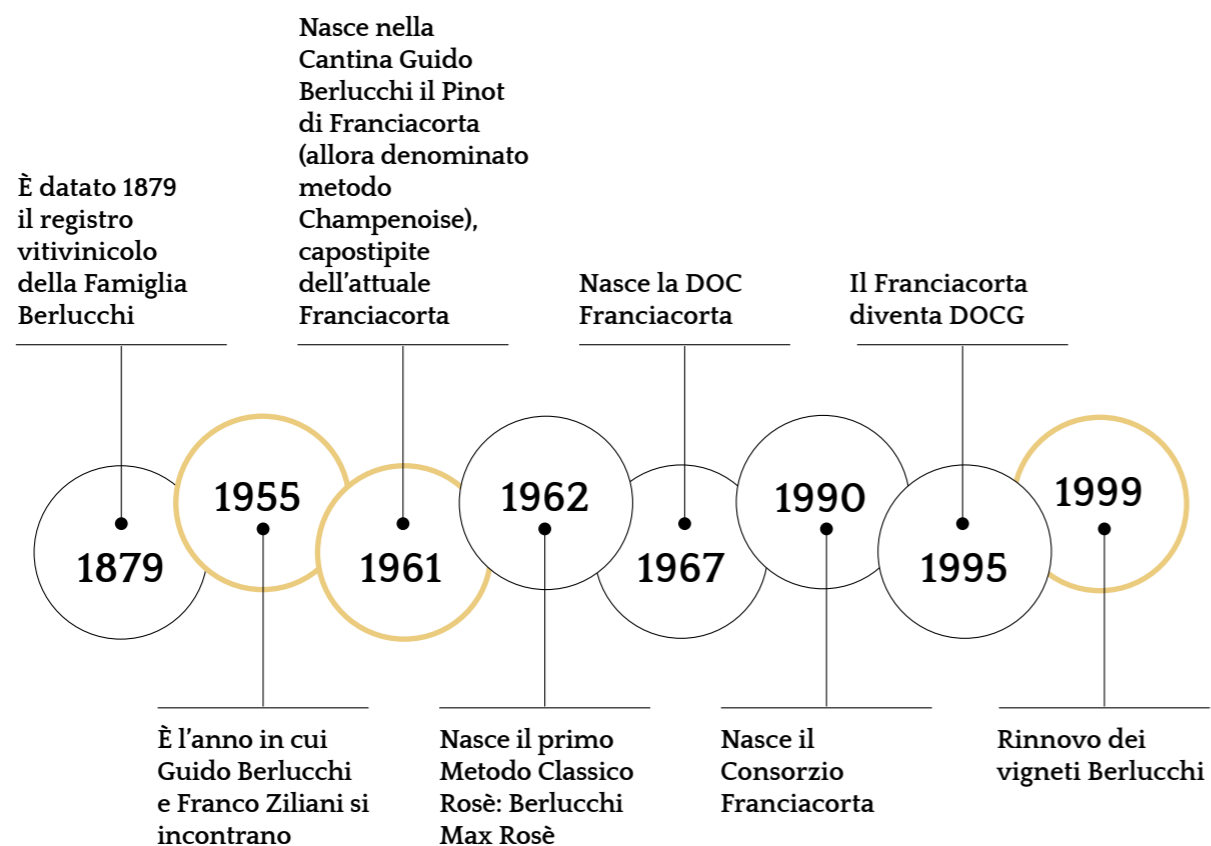 È datato 1879
il registro
vitivinicolo
della Famiglia
Berlucchi
1879
1955
È l'anno in cui
Guido Berlucchi
e Franco Ziliani si
incontrano
Nasce nella
Cantina Guido
Berlucchi il Pinot
di Franciacorta
(allora denominato
metodo
Champenoise),
capostipite
dell'attuale
Franciacorta
1961
1962
Nasce il primo
Metodo Classico
Rosè: Berlucchi
Max Rosè
Nasce la DOC
Franciacorta
1967
1990
Nasce il
Consorzio
Franciacorta
Il Franciacorta
diventa DOCG
1995
1999
Rinnovo dei
vigneti Berlucchi